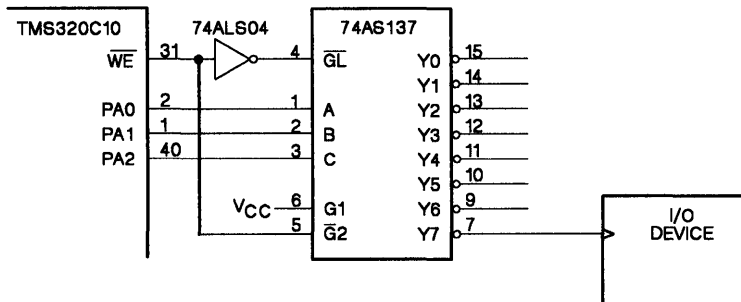 TMS320C10 74ALS04 74AS137
WE 31 4 GL Y0 15
Y1 14
PA0 2 1 A Y2 13
PA1 1 2 B Y3 12
PA2 40 3 C Y4 11
Y5 10
VCC 6 G1 Y6 9
5 G2 Y7 7
I/O
DEVICE